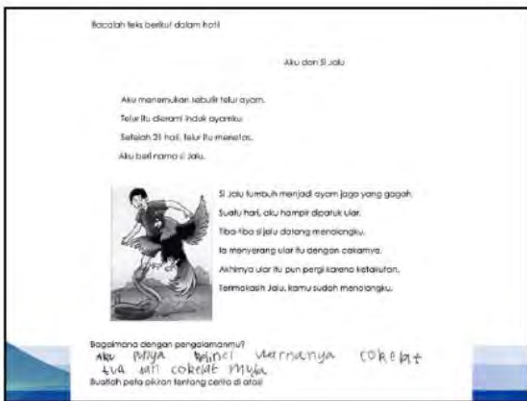 Bacalah teks berikut dalam hati!
Aku dan Si Jalu
Aku menemukan sebutir telur ayam.
Telur itu dierami induk ayamku.
Setelah 21 hari, telur itu menetas.
Aku beri nama si Jalu.
Si Jalu tumbuh menjadi ayam jago yang gagah.
Suatu hari, aku hampir dipatuk ular.
Tiba-tiba si jalu datang menolongku.
Ia menyerang ular itu dengan cakarnya.
Akhirnya ular itu pun pergi karena ketakutan.
Terimakasih Jalu, kamu sudah menolongku.
Bagaimana dengan pengalamanmu?
Aku punya kelinci warnanya cokelat
tua dan cokelat muda
Buatlah peta pikiran tentang cerita di atas!